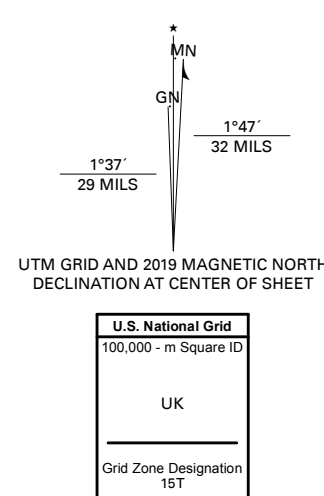 ★
MN
GN
1°47´
32 MILS
1°37´
29 MILS
UTM GRID AND 2019 MAGNETIC NORTH
DECLINATION AT CENTER OF SHEET
U.S. National Grid
100,000 - m Square ID
UK
Grid Zone Designation
15T